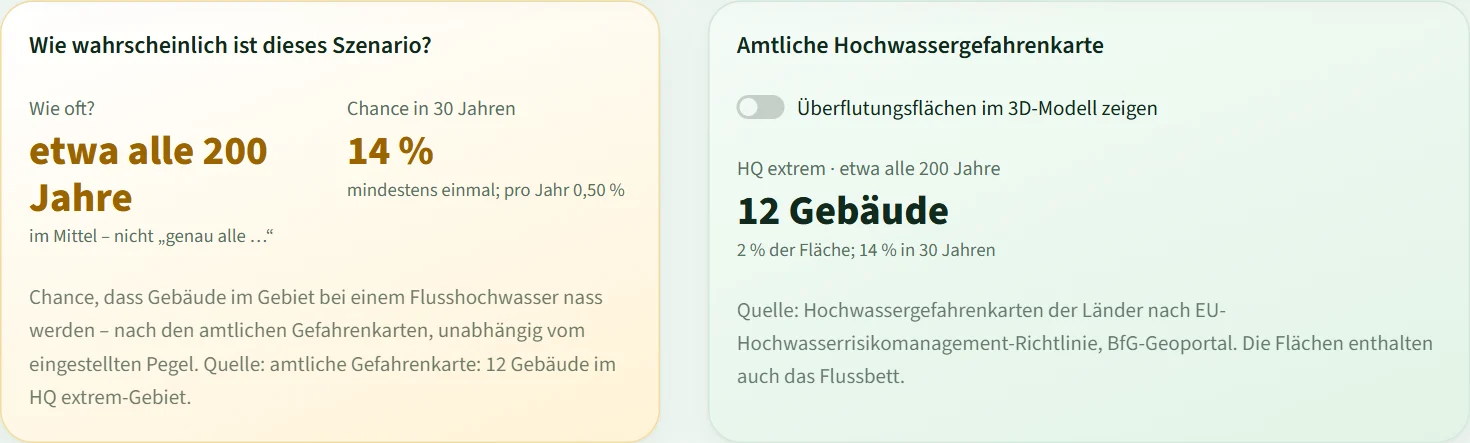 Wie wahrscheinlich ist dieses Szenario?
Wie oft?
etwa alle 200
Jahre
im Mittel – nicht „genau alle …“
Chance in 30 Jahren
14 %
mindestens einmal; pro Jahr 0,50 %
Chance, dass Gebäude im Gebiet bei einem Flusshochwasser nass
werden – nach den amtlichen Gefahrenkarten, unabhängig vom
eingestellten Pegel. Quelle: amtliche Gefahrenkarte: 12 Gebäude im
HQ extrem-Gebiet.
Amtliche Hochwassergefahrenkarte
Überflutungsflächen im 3D-Modell zeigen
HQ extrem · etwa alle 200 Jahre
12 Gebäude
2 % der Fläche; 14 % in 30 Jahren
Quelle: Hochwassergefahrenkarten der Länder nach EU-
Hochwasserrisikomanagement-Richtlinie, BfG-Geoportal. Die Flächen enthalten
auch das Flussbett.